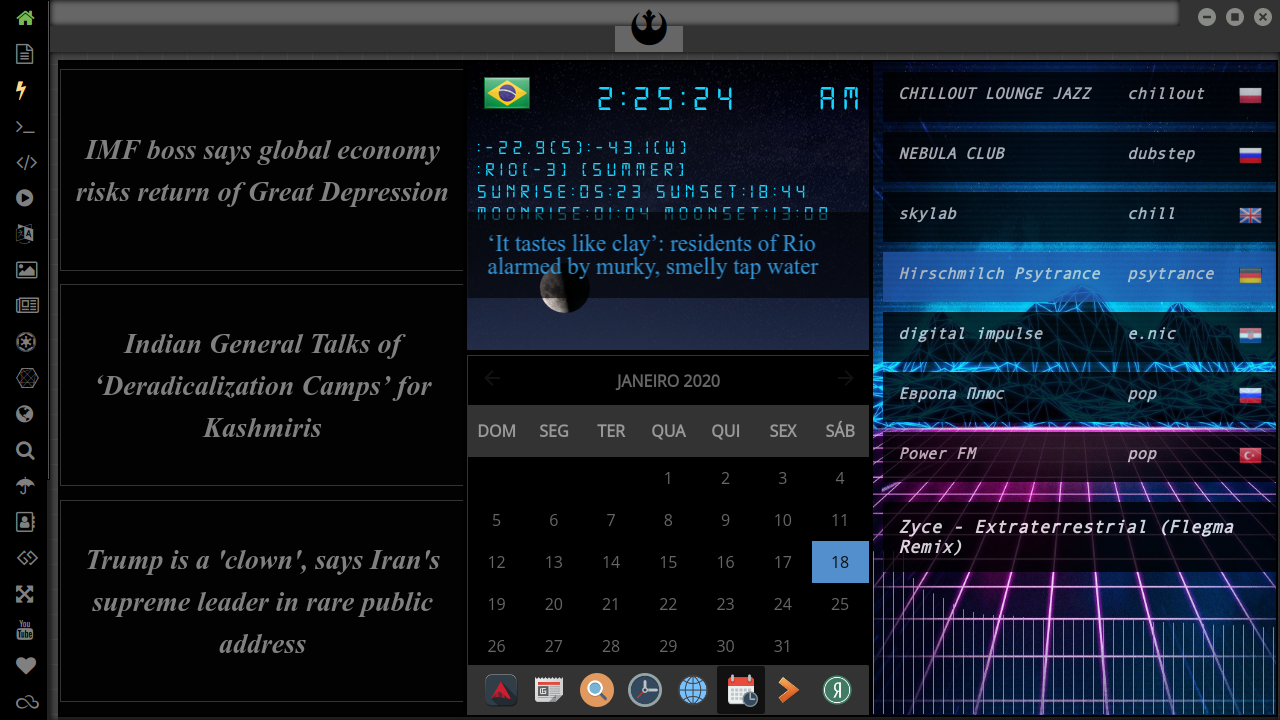 IMF boss says global economy
risks return of Great Depression
Indian General Talks of
‘Deradicalization Camps’ for
Kashmiris
Trump is a 'clown', says Iran's
supreme leader in rare public
address
2:25:24 AM
:-22.9(S):-43.1(W)
:RIO(-3) (SUMMER)
SUNRISE:05:23 SUNSET:18:44
MOONRISE:01:04 MOONSET:13:08
‘It tastes like clay’: residents of Rio
alarmed by murky, smelly tap water
JANEIRO 2020
DOM SEG TER QUA QUI SEX SÁB
1 2 3 4
5 6 7 8 9 10 11
12 13 14 15 16 17 18
19 20 21 22 23 24 25
26 27 28 29 30 31
CHILLOUT LOUNGE JAZZ chillout
NEBULA CLUB dubstep
skylab chill
Hirschmilch Psytrance psytrance
digital impulse e.nic
Европа Плюс pop
Power FM pop
Zyce - Extraterrestrial (Flegma
Remix)
You
Tube
Я